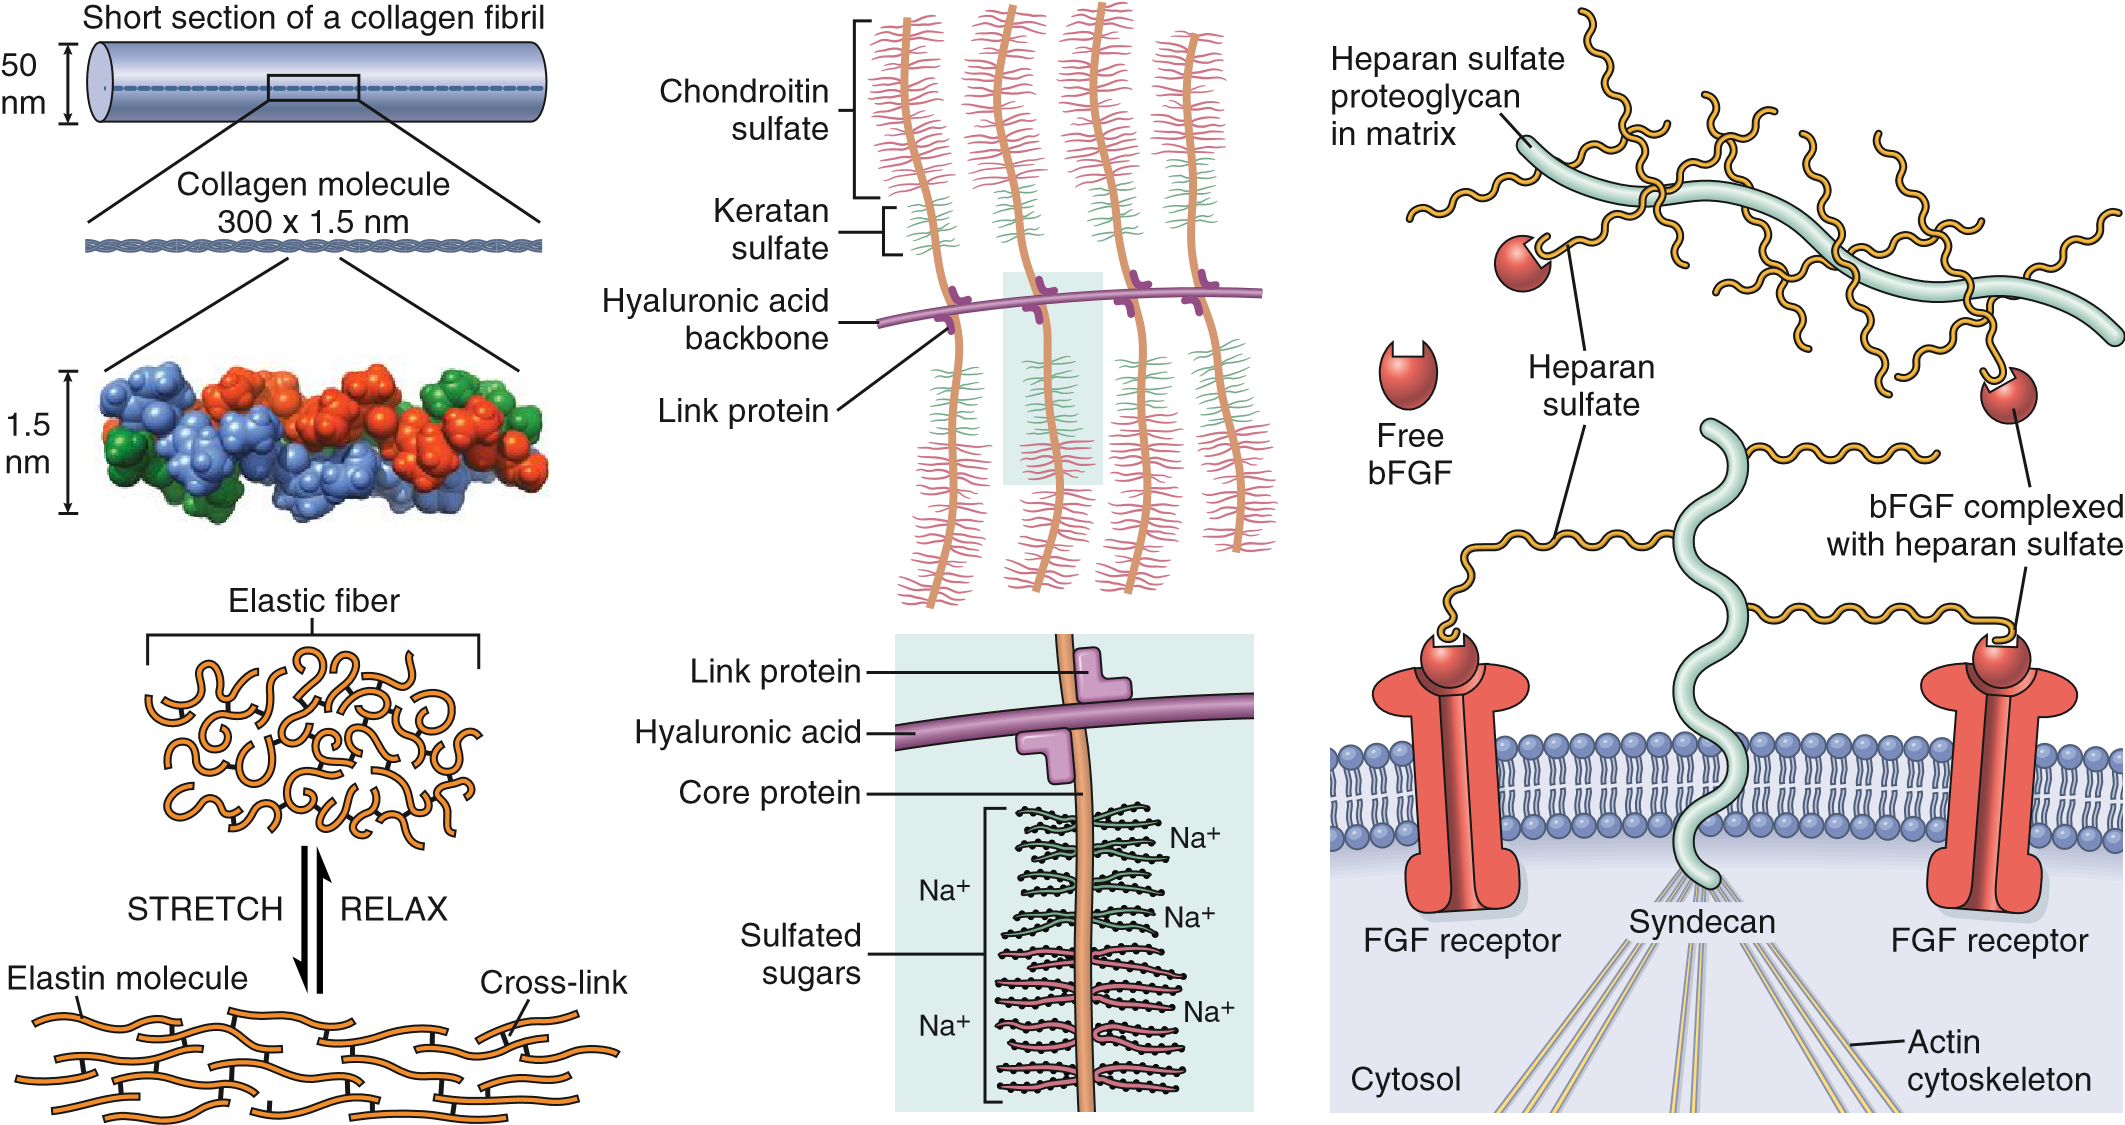 Short section of a collagen fibril
50
nm
Collagen molecule
300 x 1.5 nm
1.5
nm
Elastic fiber
STRETCH
RELAX
Elastin molecule
Cross-link
Chondroitin
sulfate
Keratan
sulfate
Hyaluronic acid
backbone
Link protein
Link protein
Hyaluronic acid
Core protein
Sulfated
sugars
Na+
Na+
Na+
Na+
Na+
Heparan sulfate
proteoglycan
in matrix
Heparan
sulfate
Free
bFGF
bFGF complexed
with heparan sulfate
FGF receptor
Syndecan
FGF receptor
Actin
cytoskeleton
Cytosol